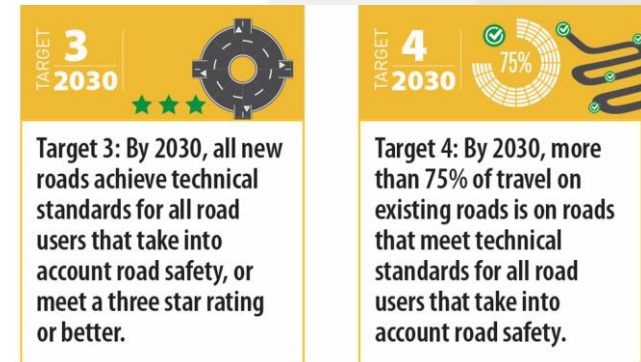 TARGET
3
2030
Target 3: By 2030, all new
roads achieve technical
standards for all road
users that take into
account road safety, or
meet a three star rating
or better.
TARGET
4
2030
75%
Target 4: By 2030, more
than 75% of travel on
existing roads is on roads
that meet technical
standards for all road
users that take into
account road safety.